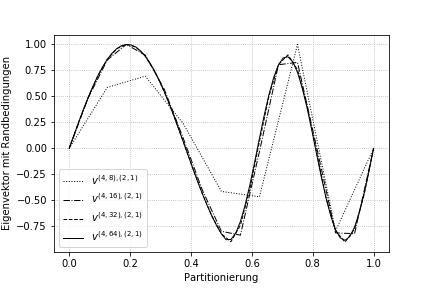 Eigenvektor mit Randbedingungen
1.00
0.75
0.50
0.25
0.00
−0.25
−0.50
−0.75
v^(4,8),(2,1)
v^(4,16),(2,1)
v^(4,32),(2,1)
v^(4,64),(2,1)
0.0 0.2 0.4 0.6 0.8 1.0
Partitionierung